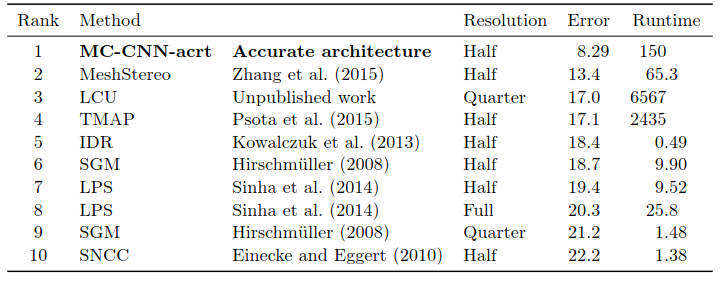 Rank Method Resolution Error Runtime
1 MC-CNN-acrt Accurate architecture Half 8.29 150
2 MeshStereo Zhang et al. (2015) Half 13.4 65.3
3 LCU Unpublished work Quarter 17.0 6567
4 TMAP Psota et al. (2015) Half 17.1 2435
5 IDR Kowalczuk et al. (2013) Half 18.4 0.49
6 SGM Hirschmüller (2008) Half 18.7 9.90
7 LPS Sinha et al. (2014) Half 19.4 9.52
8 LPS Sinha et al. (2014) Full 20.3 25.8
9 SGM Hirschmüller (2008) Quarter 21.2 1.48
10 SNCC Einecke and Eggert (2010) Half 22.2 1.38